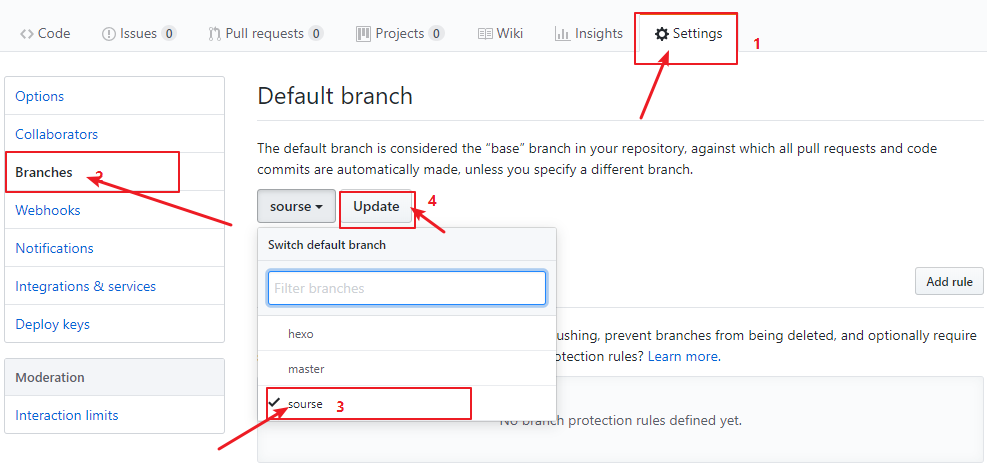 Code Issues 0 Pull requests 0 Projects 0 Wiki Insights Settings 1
Options
Collaborators
Branches 2
Webhooks
Notifications
Integrations & services
Deploy keys
Moderation
Interaction limits
Default branch
The default branch is considered the “base” branch in your repository, against which all pull requests and code
commits are automatically made, unless you specify a different branch.
sourse Update 4
Switch default branch
Filter branches
hexo
master
sourse 3
Add rule
ushing, prevent branches from being deleted, and optionally require
otection rules? Learn more.
No branch protection rules defined yet.